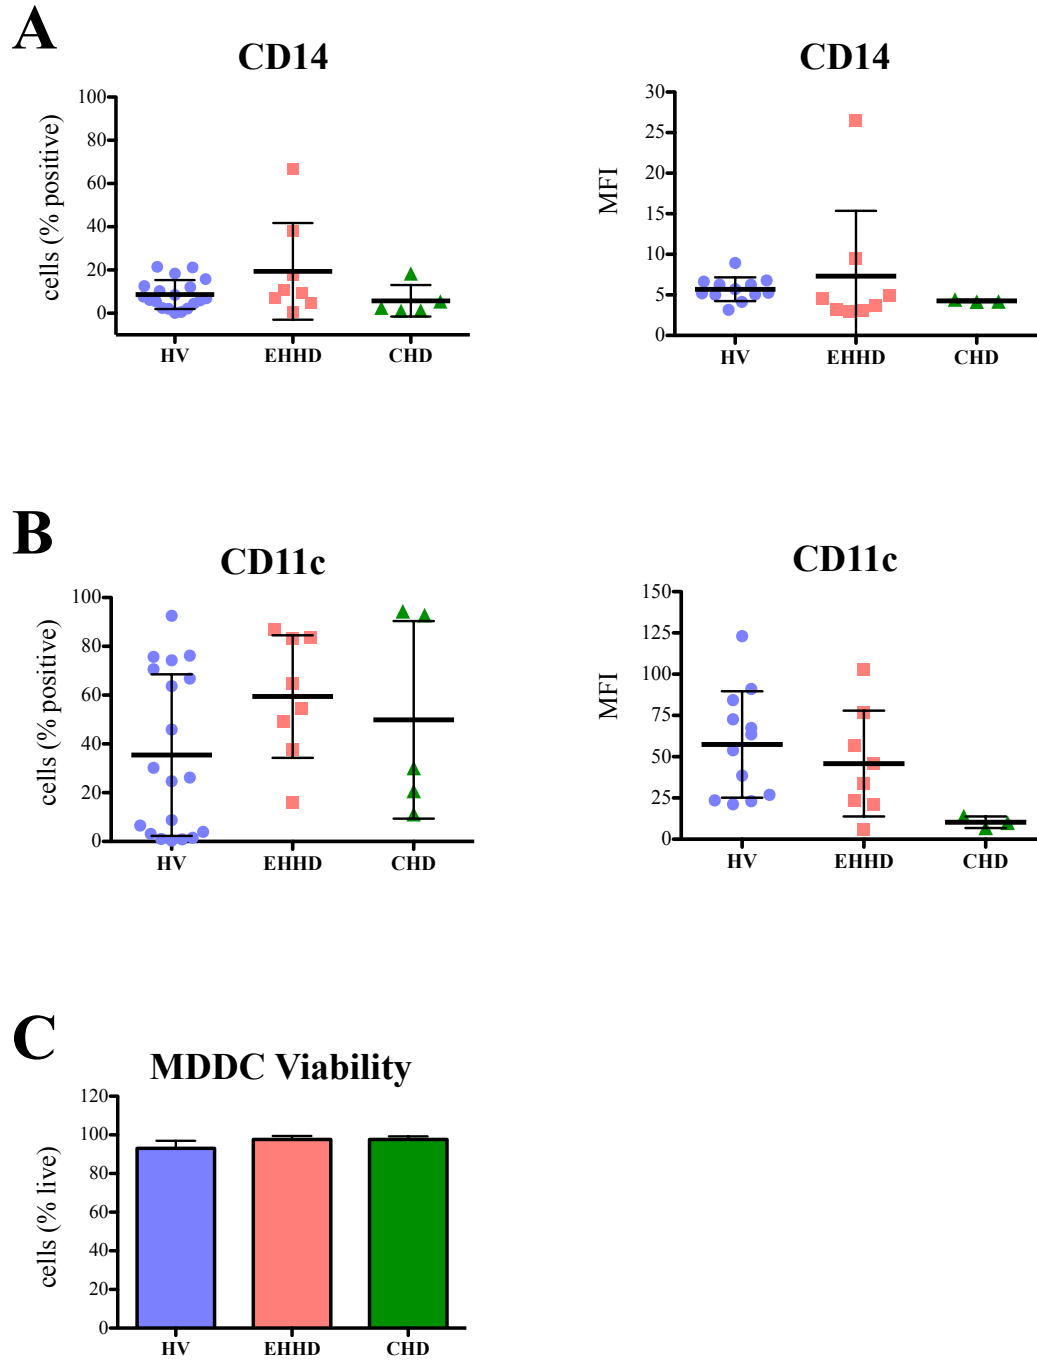 A
CD14
cells (% positive)
100
80
60
40
20
0
HV EHHD CHD
CD14
MFI
30
25
20
15
10
5
0
HV EHHD CHD
B
CD11c
cells (% positive)
100
80
60
40
20
0
HV EHHD CHD
CD11c
MFI
150
125
100
75
50
25
0
HV EHHD CHD
C
MDDC Viability
cells (% live)
120
100
80
60
40
20
0
HV EHHD CHD